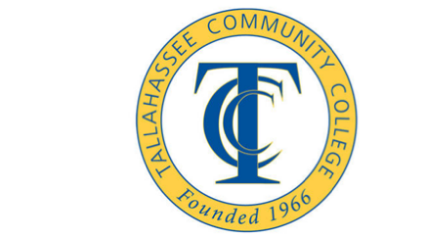 TALLAHASSEE COMMUNITY COLLEGE
TCC
Founded 1966